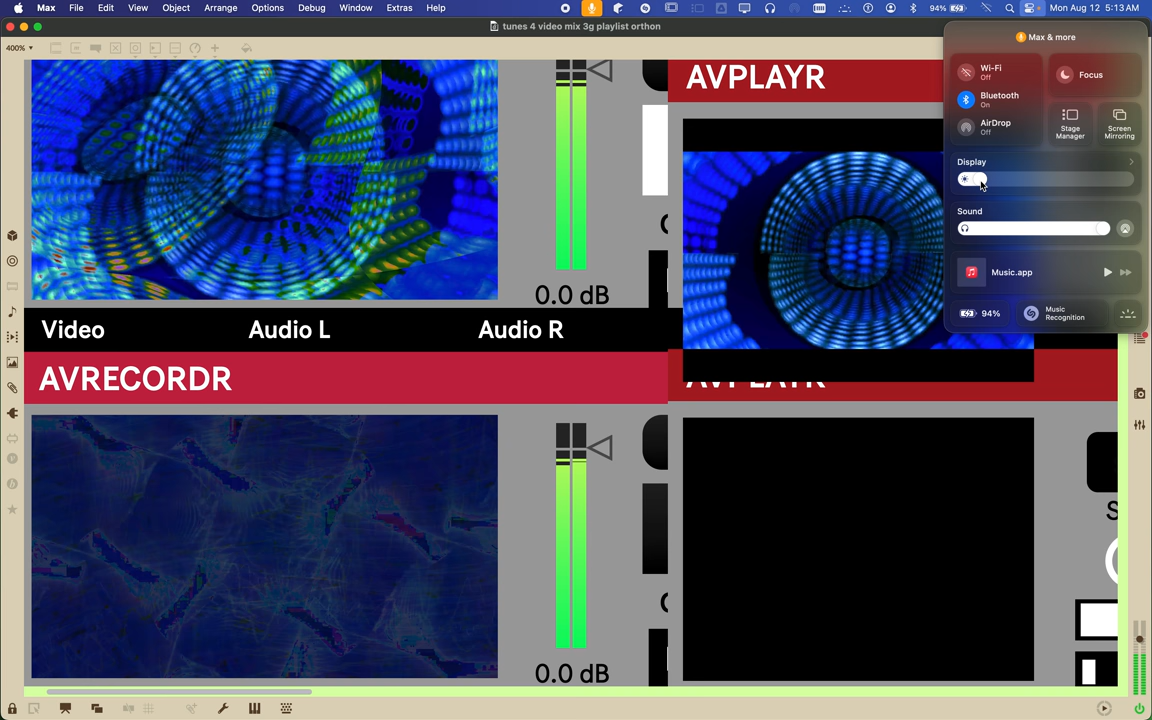 Max File Edit View Object Arrange Options Debug Window Extras Help
94% Mon Aug 12 5:13 AM
tunes 4 video mix 3g playlist orthon
400%
Max & more
Wi-Fi
Off
Focus
Bluetooth
On
AirDrop
Off
Stage
Manager
Screen
Mirroring
Display
Sound
Music.app
94%
Music
Recognition
AVPLAYR
0.0 dB
Video Audio L Audio R
AVRECORDR
AVPLAYR
0.0 dB
S